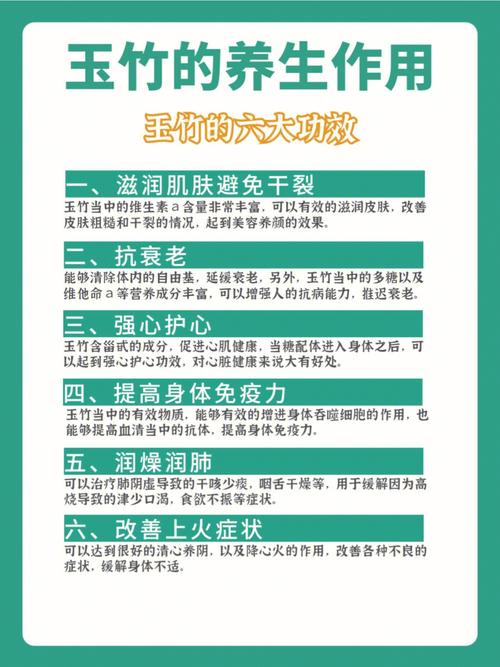 玉竹的养生作用
玉竹的六大功效
一、滋润肌肤避免干裂
玉竹当中的维生素a含量非常丰富，可以有效的滋润皮肤，改善
皮肤粗糙和干裂的情况，起到美容养颜的效果。
二、抗衰老
能够清除体内的自由基，延缓衰老，另外，玉竹当中的多糖以及
维他命a等营养成分丰富，可以增强人的抗病能力，推迟衰老。
三、强心护心
玉竹含甾甙的成分，促进心肌健康，当糖配体进入身体之后，可
以起到强心护心功效，对心脏健康来说大有好处。
四、提高身体免疫力
玉竹当中的有效物质，能够有效的增进身体吞噬细胞的作用，也
能够提高血清当中的抗体，提高身体免疫力。
五、润燥润肺
可以治疗肺阴虚导致的干咳少痰，咽舌干燥等，用于缓解因为高
烧导致的津少口渴，食欲不振等症状。
六、改善上火症状
可以达到很好的清心养阴，以及降心火的作用，改善各种不良的
症状，缓解身体不适。